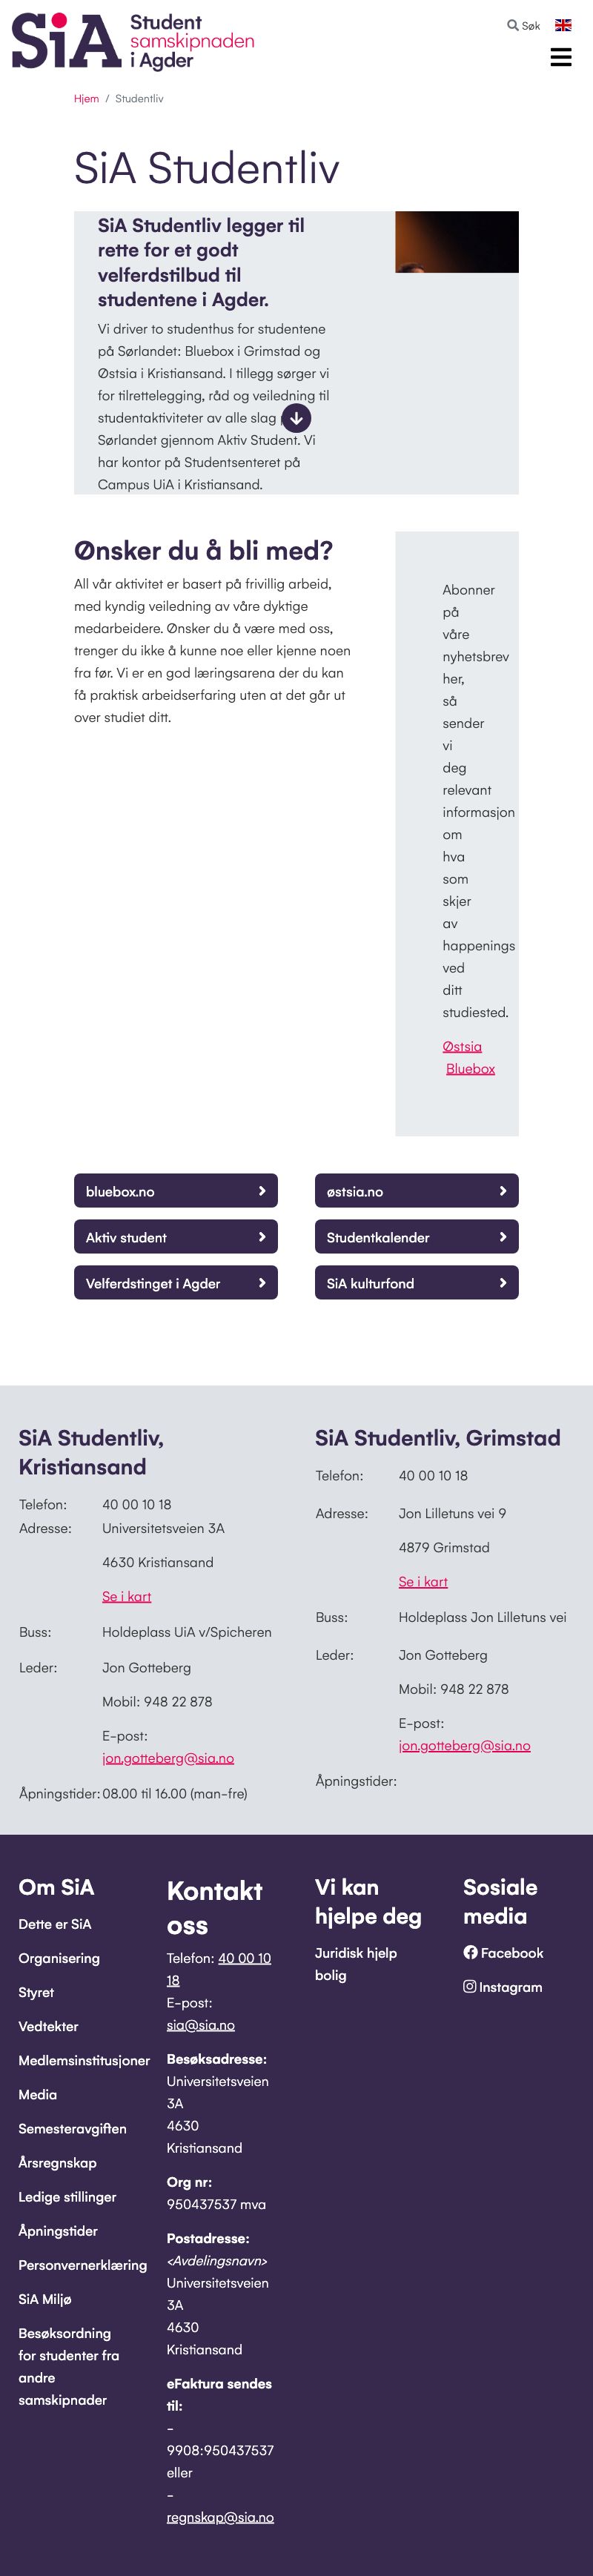 SiA
Student
samskipnaden
i Agder
Søk
Hjem / Studentliv
SiA Studentliv
SiA Studentliv legger til
rette for et godt
velferdstilbud til
studentene i Agder.
Vi driver to studenthus for studentene
på Sørlandet: Bluebox i Grimstad og
Østsia i Kristiansand. I tillegg sørger vi
for tilrettelegging, råd og veiledning til
studentaktiviteter av alle slag
Sørlandet gjennom Aktiv Student. Vi
har kontor på Studentsenteret på
Campus UiA i Kristiansand.
Ønsker du å bli med?
All vår aktivitet er basert på frivillig arbeid,
med kyndig veiledning av våre dyktige
medarbeidere. Ønsker du å være med oss,
trenger du ikke å kunne noe eller kjenne noen
fra før. Vi er en god læringsarena der du kan
få praktisk arbeidserfaring uten at det går ut
over studiet ditt.
Abonner
på
våre
nyhetsbrev
her,
så
sender
vi
deg
relevant
informasjon
om
hva
som
skjer
av
happenings
ved
ditt
studiested.
Østsia
Bluebox
bluebox.no
østsia.no
Aktiv student
Studentkalender
Velferdstinget i Agder
SiA kulturfond
SiA Studentliv,
Kristiansand
Telefon: 40 00 10 18
Adresse: Universitetsveien 3A
4630 Kristiansand
Se i kart
Buss: Holdeplass UiA v/Spicheren
Leder: Jon Gotteberg
Mobil: 948 22 878
E-post:
jon.gotteberg@sia.no
Åpningstider: 08.00 til 16.00 (man-fre)
SiA Studentliv, Grimstad
Telefon: 40 00 10 18
Adresse: Jon Lilletuns vei 9
4879 Grimstad
Se i kart
Buss: Holdeplass Jon Lilletuns vei
Leder: Jon Gotteberg
Mobil: 948 22 878
E-post:
jon.gotteberg@sia.no
Åpningstider:
Om SiA
Dette er SiA
Organisering
Styret
Vedtekter
Medlemsinstitusjoner
Media
Semesteravgiften
Årsregnskap
Ledige stillinger
Åpningstider
Personvernerklæring
SiA Miljø
Besøksordning
for studenter fra
andre
samskipnader
Kontakt
oss
Telefon: 40 00 10
18
E-post:
sia@sia.no
Besøksadresse:
Universitetsveien
3A
4630
Kristiansand
Org nr:
950437537 mva
Postadresse:
<Avdelingsnavn>
Universitetsveien
3A
4630
Kristiansand
eFaktura sendes
til:
-
9908:950437537
eller
-
regnskap@sia.no
Vi kan
hjelpe deg
Juridisk hjelp
bolig
Sosiale
media
Facebook
Instagram